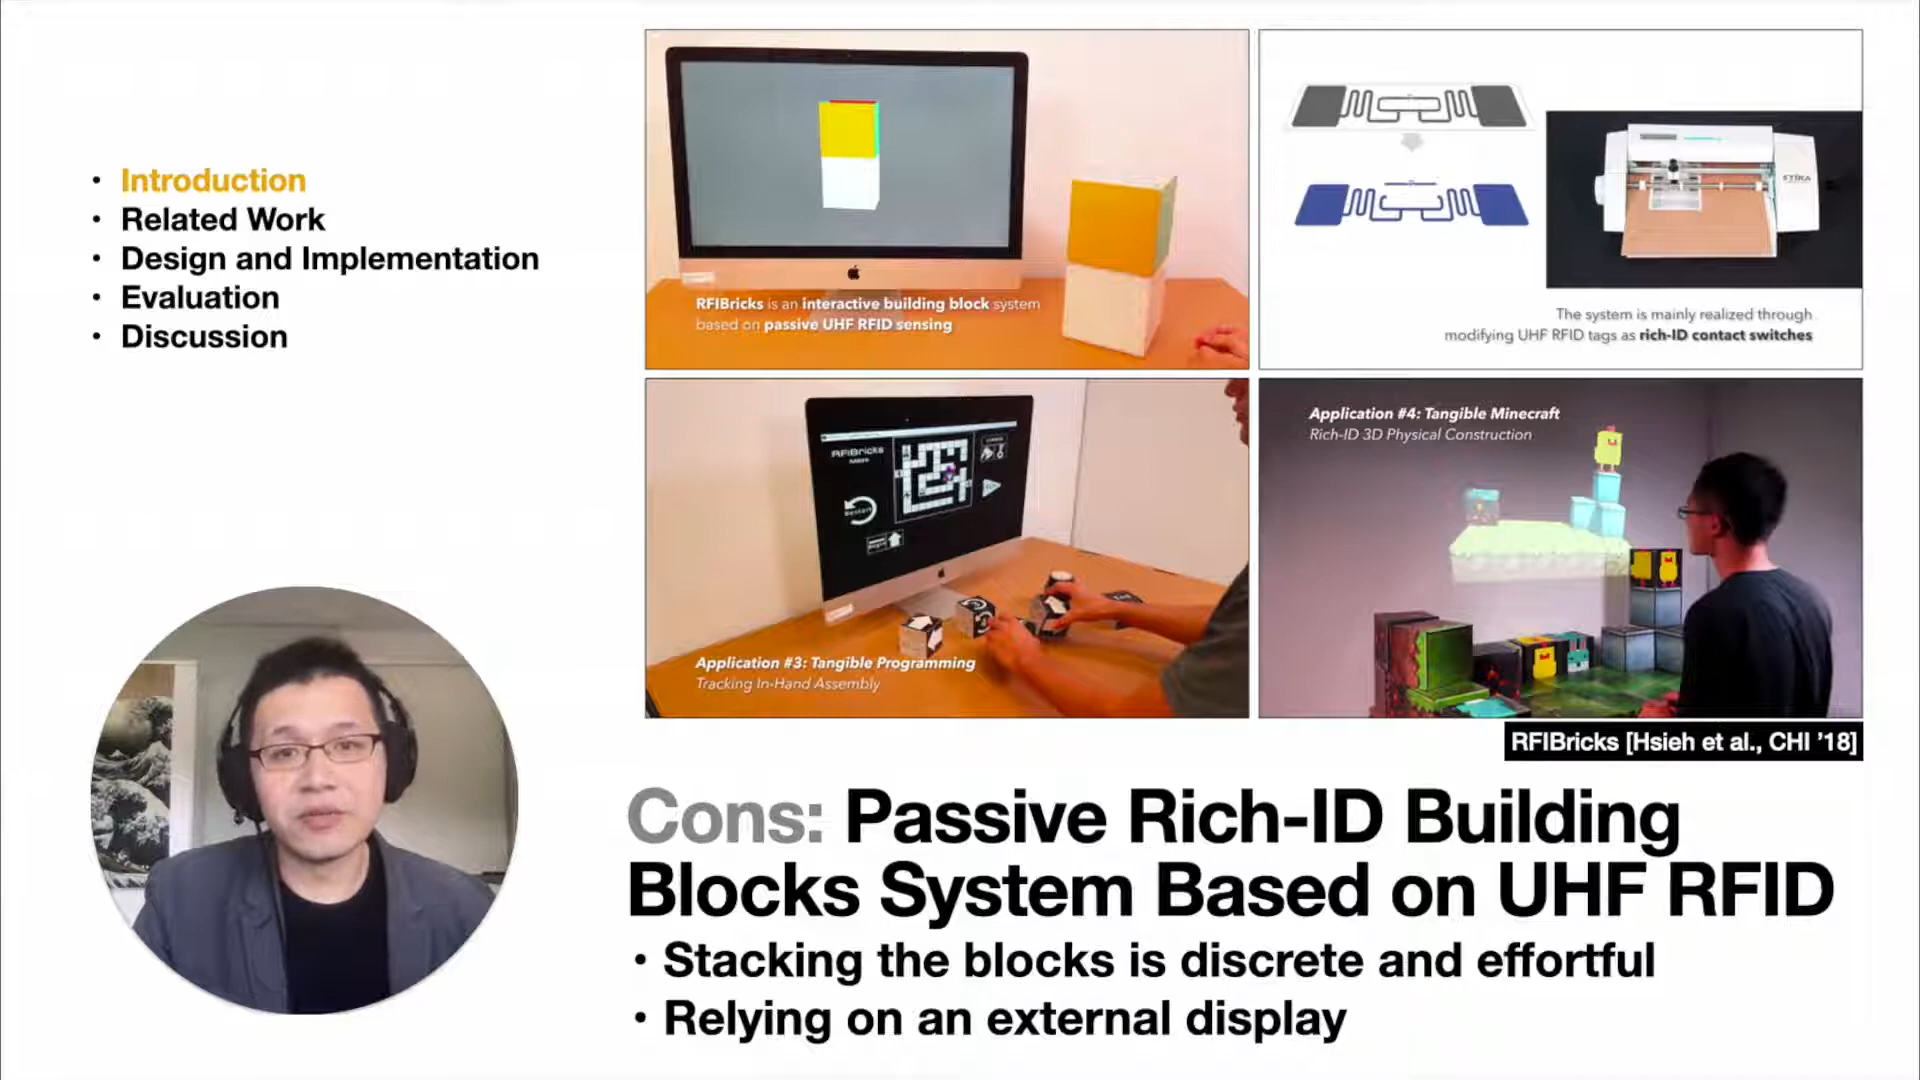 • Introduction
• Related Work
• Design and Implementation
• Evaluation
• Discussion
RFIBricks is an interactive building block system
based on passive UHF RFID sensing
STIKA
The system is mainly realized through
modifying UHF RFID tags as rich-ID contact switches
RFIBricks
Application #3: Tangible Programming
Tracking In-Hand Assembly
Application #4: Tangible Minecraft
Rich-ID 3D Physical Construction
RFIBricks [Hsieh et al., CHI ’18]
Cons: Passive Rich-ID Building
Blocks System Based on UHF RFID
• Stacking the blocks is discrete and effortful
• Relying on an external display